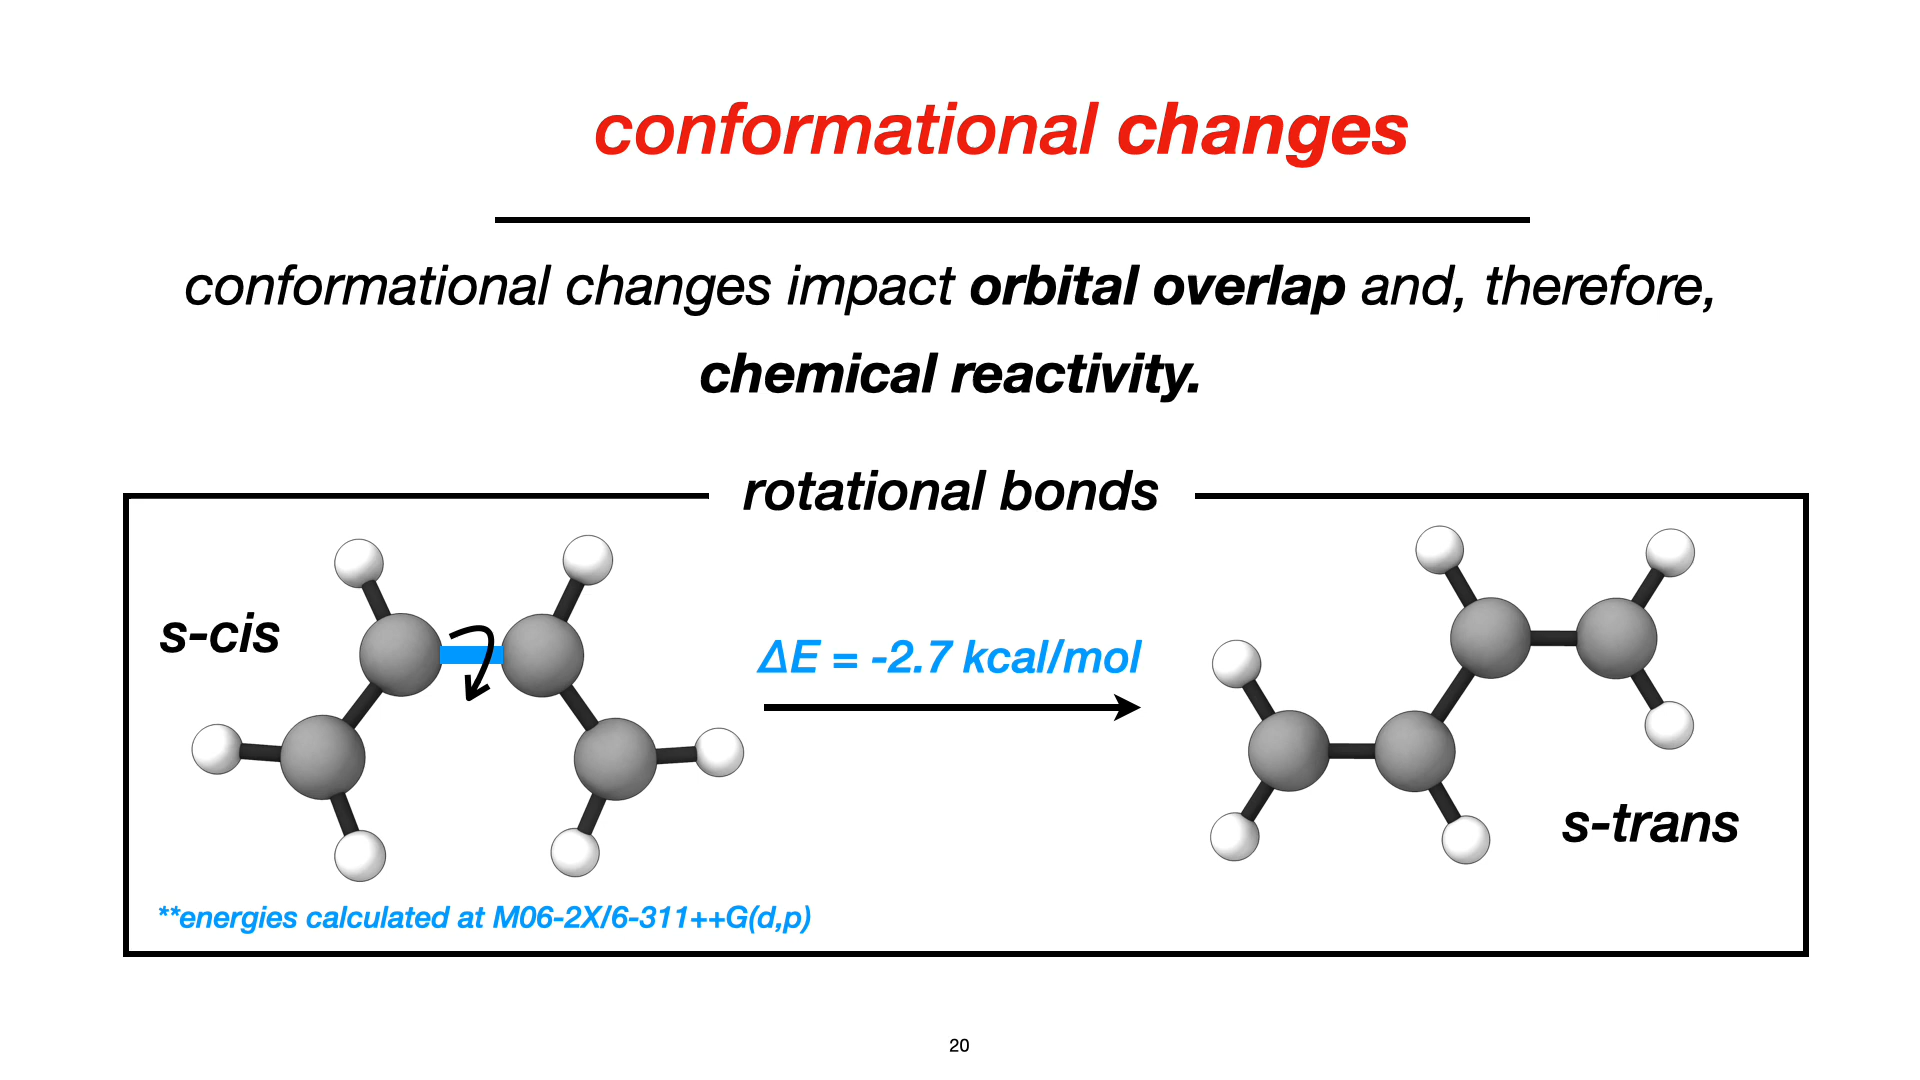 conformational changes
conformational changes impact orbital overlap and, therefore,
chemical reactivity.
rotational bonds
s-cis
ΔE = -2.7 kcal/mol
s-trans
**energies calculated at M06-2X/6-311++G(d,p)
20